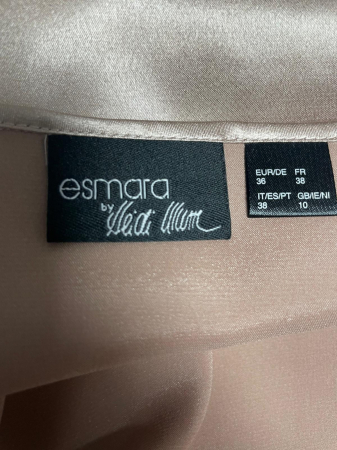 esmara
by Heidi Klum
EUR/DE FR
36 38
IT/ES/PT GB/IE/NI
38 10